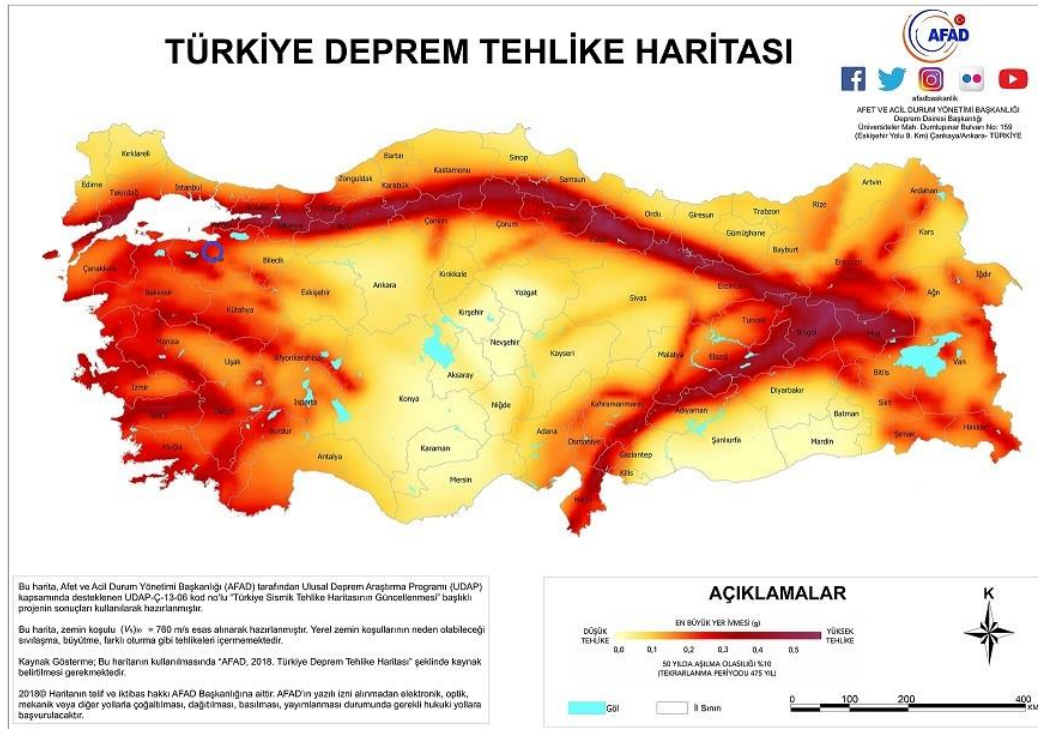 TÜRKİYE DEPREM TEHLİKE HARİTASI
AFAD
afadbaskanlik
AFET VE ACİL DURUM YÖNETİMİ BAŞKANLIĞI
Deprem Dairesi Başkanlığı
Üniversiteler Mah. Dumlupınar Bulvarı No: 159
(Eskişehir Yolu 9. Km) Çankaya/Ankara- TÜRKİYE
Kırklareli
Edirne
Tekirdağ
İstanbul
Zonguldak
Bartın
Karabük
Kastamonu
Sinop
Samsun
Ordu
Giresun
Trabzon
Rize
Artvin
Ardahan
Kars
Gümüşhane
Bayburt
Iğdır
Ağrı
Çankırı
Çorum
Çanakkale
Balıkesir
Bilecik
Eskişehir
Kütahya
Ankara
Kırıkkale
Yozgat
Sivas
Erzincan
Erzurum
Tunceli
Bingöl
Muş
Manisa
Uşak
Afyonkarahisar
Kırşehir
Nevşehir
Kayseri
Malatya
Elazığ
Bitlis
Van
İzmir
Aksaray
Konya
Niğde
Isparta
Burdur
Kahramanmaraş
Adıyaman
Diyarbakır
Batman
Siirt
Şırnak
Hakkari
Muğla
Antalya
Karaman
Mersin
Adana
Osmaniye
Gaziantep
Kilis
Şanlıurfa
Mardin
Hatay
Bu harita, Afet ve Acil Durum Yönetimi Başkanlığı (AFAD) tarafından Ulusal Deprem Araştırma Programı (UDAP)
kapsamında desteklenen UDAP-Ç-13-06 kod no'lu "Türkiye Sismik Tehlike Haritasının Güncellenmesi" başlıklı
projenin sonuçları kullanılarak hazırlanmıştır.
Bu harita, zemin koşulu (Vs)30 = 760 m/s esas alınarak hazırlanmıştır. Yerel zemin koşullarının neden olabileceği
sıvılaşma, büyütme, farklı oturma gibi tehlikeleri içermemektedir.
Kaynak Gösterme; Bu haritanın kullanılmasında "AFAD, 2018. Türkiye Deprem Tehlike Haritası" şeklinde kaynak
belirtilmesi gerekmektedir.
2018© Haritanın telif ve iktibas hakkı AFAD Başkanlığına aittir. AFAD'ın yazılı izni alınmadan elektronik, optik,
mekanik veya diğer yollarla çoğaltılması, dağıtılması, basılması, yayımlanması durumunda gerekli hukuki yollara
başvurulacaktır.
AÇIKLAMALAR
DÜŞÜK TEHLİKE
EN BÜYÜK YER İVMESİ (g)
YÜKSEK TEHLİKE
0,0 0,1 0,2 0,3 0,4 0,5
50 YILDA AŞILMA OLASILIĞI %10
(TEKRARLANMA PERİYODU 475 YIL)
Göl
İl Sınırı
K
0 100 200 400
KM